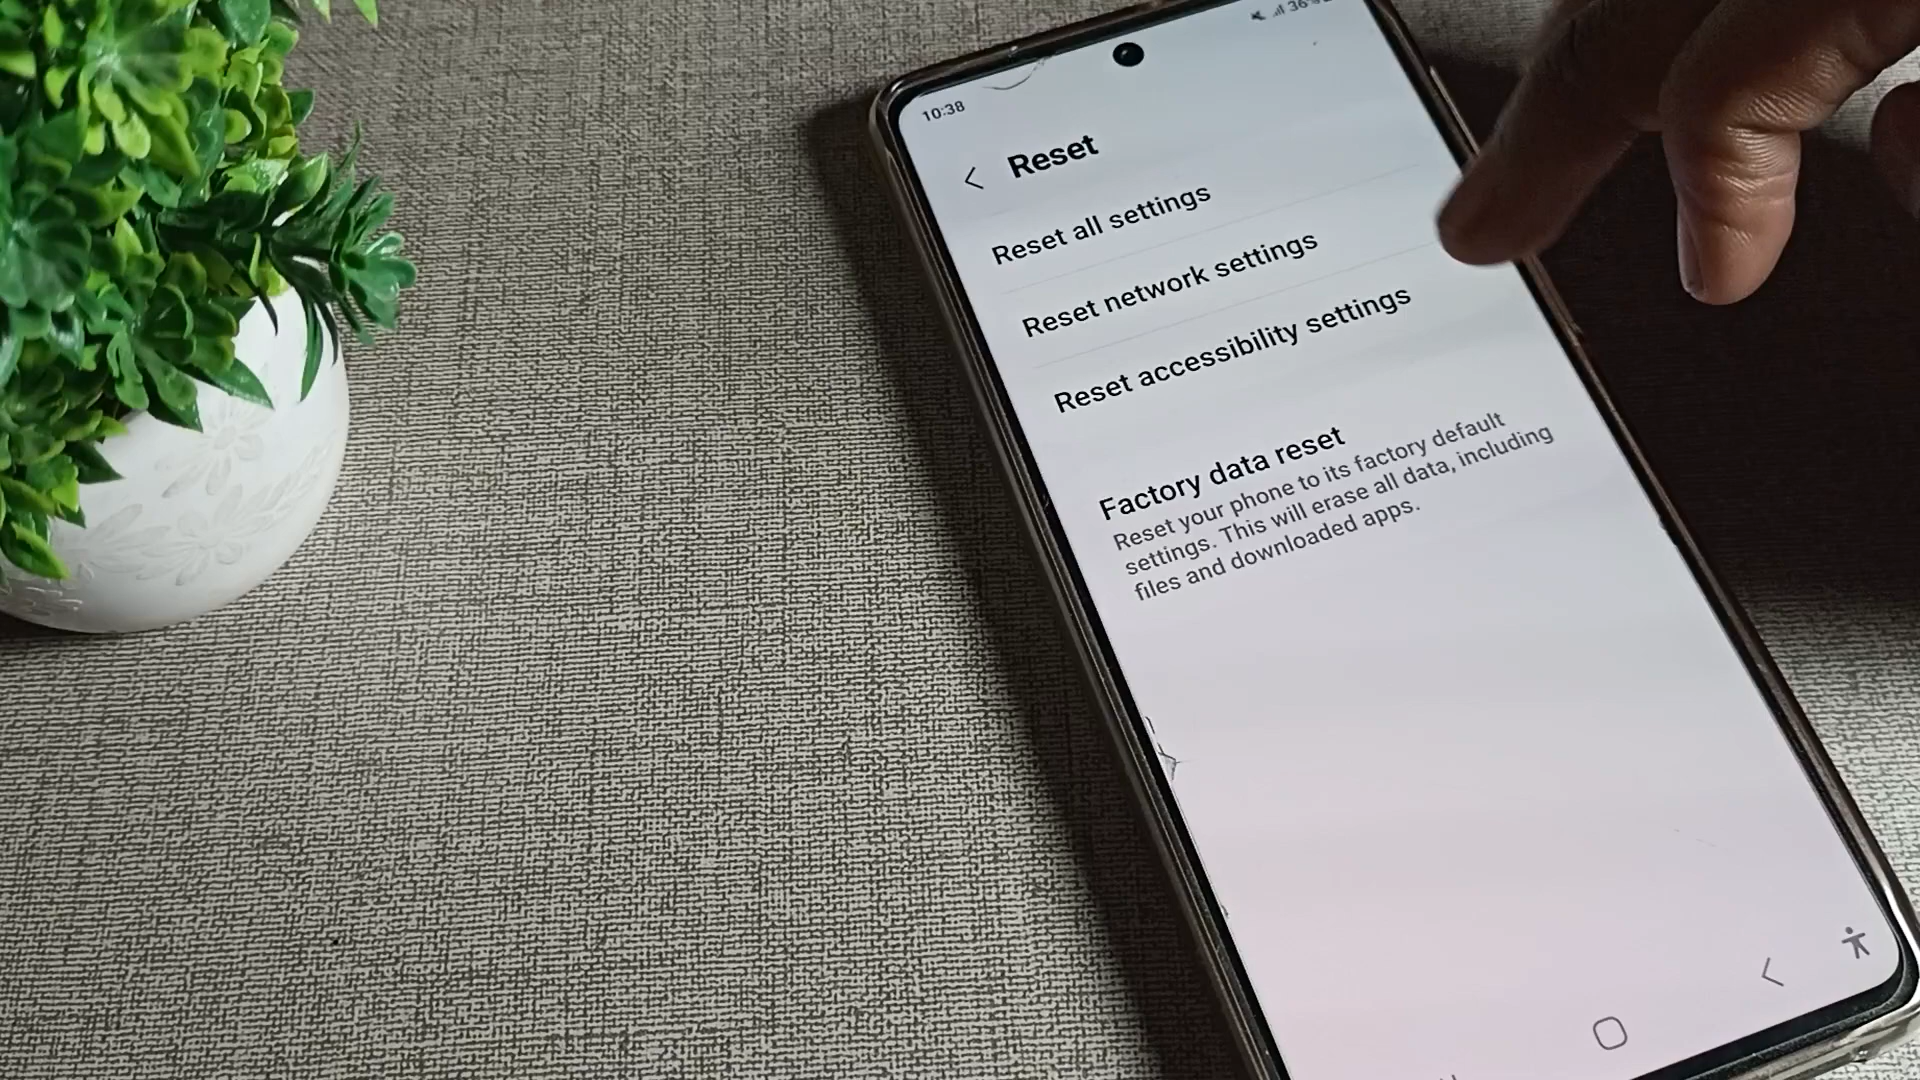 10:38
36%
Reset
Reset all settings
Reset network settings
Reset accessibility settings
Factory data reset
Reset your phone to its factory default
settings. This will erase all data, including
files and downloaded apps.